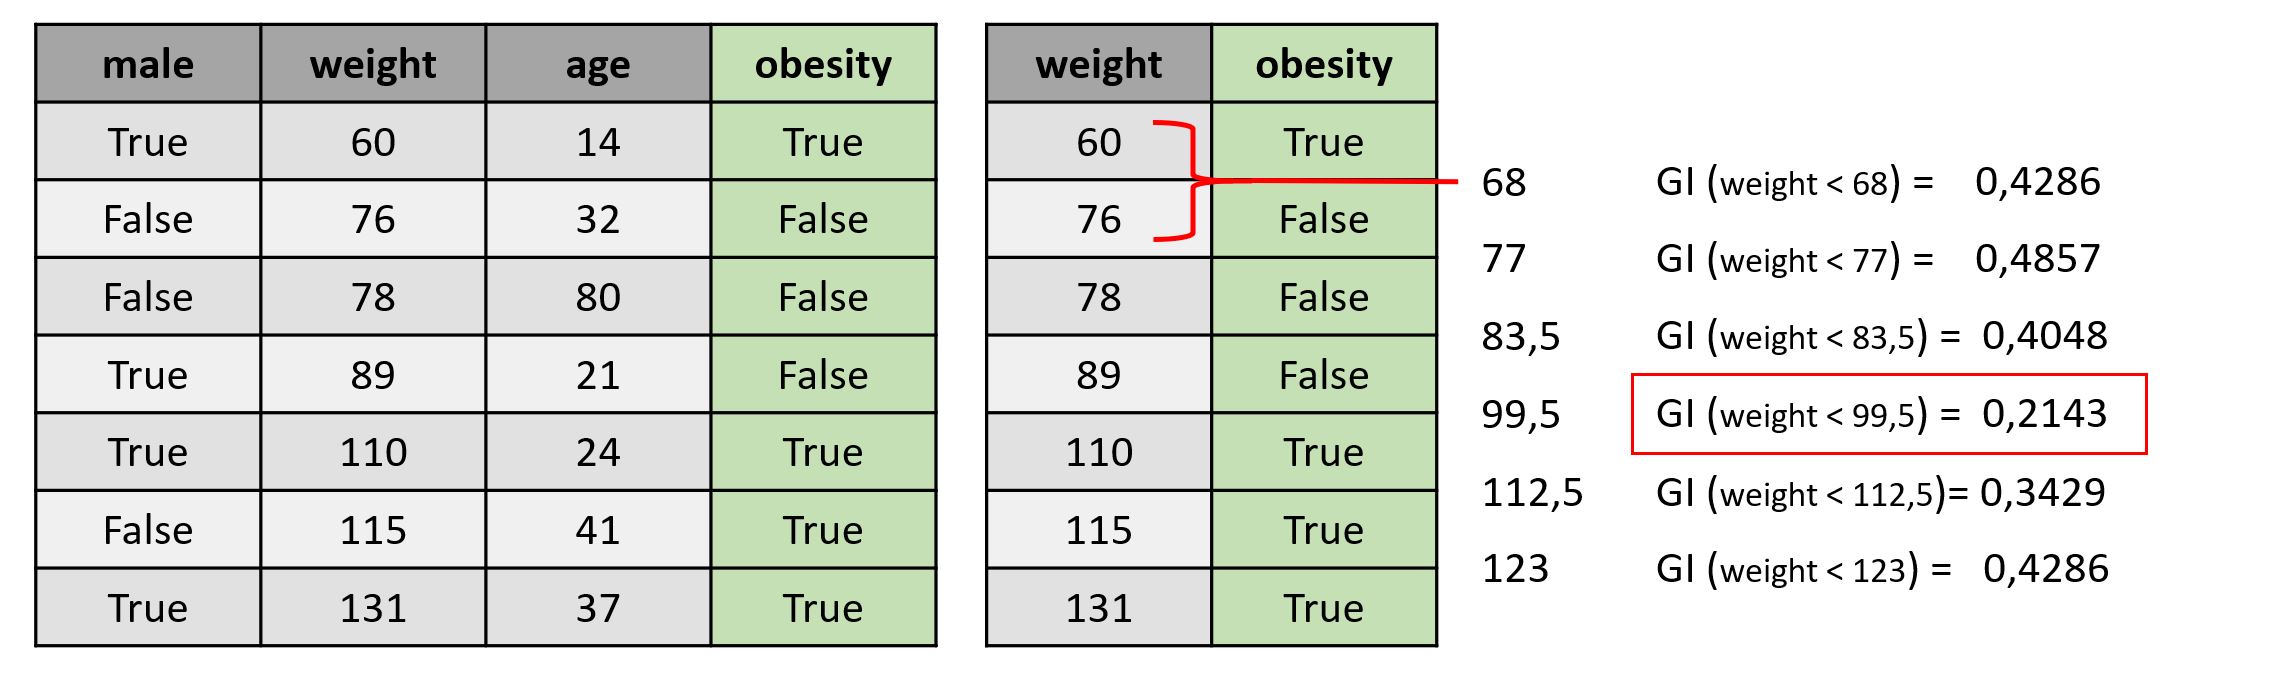 male weight age obesity
True 60 14 True
False 76 32 False
False 78 80 False
True 89 21 False
True 110 24 True
False 115 41 True
True 131 37 True
weight obesity
60 True
76 False
78 False
89 False
110 True
115 True
131 True
68 GI (weight < 68) = 0,4286
77 GI (weight < 77) = 0,4857
83,5 GI (weight < 83,5) = 0,4048
99,5 GI (weight < 99,5) = 0,2143
112,5 GI (weight < 112,5)= 0,3429
123 GI (weight < 123) = 0,4286